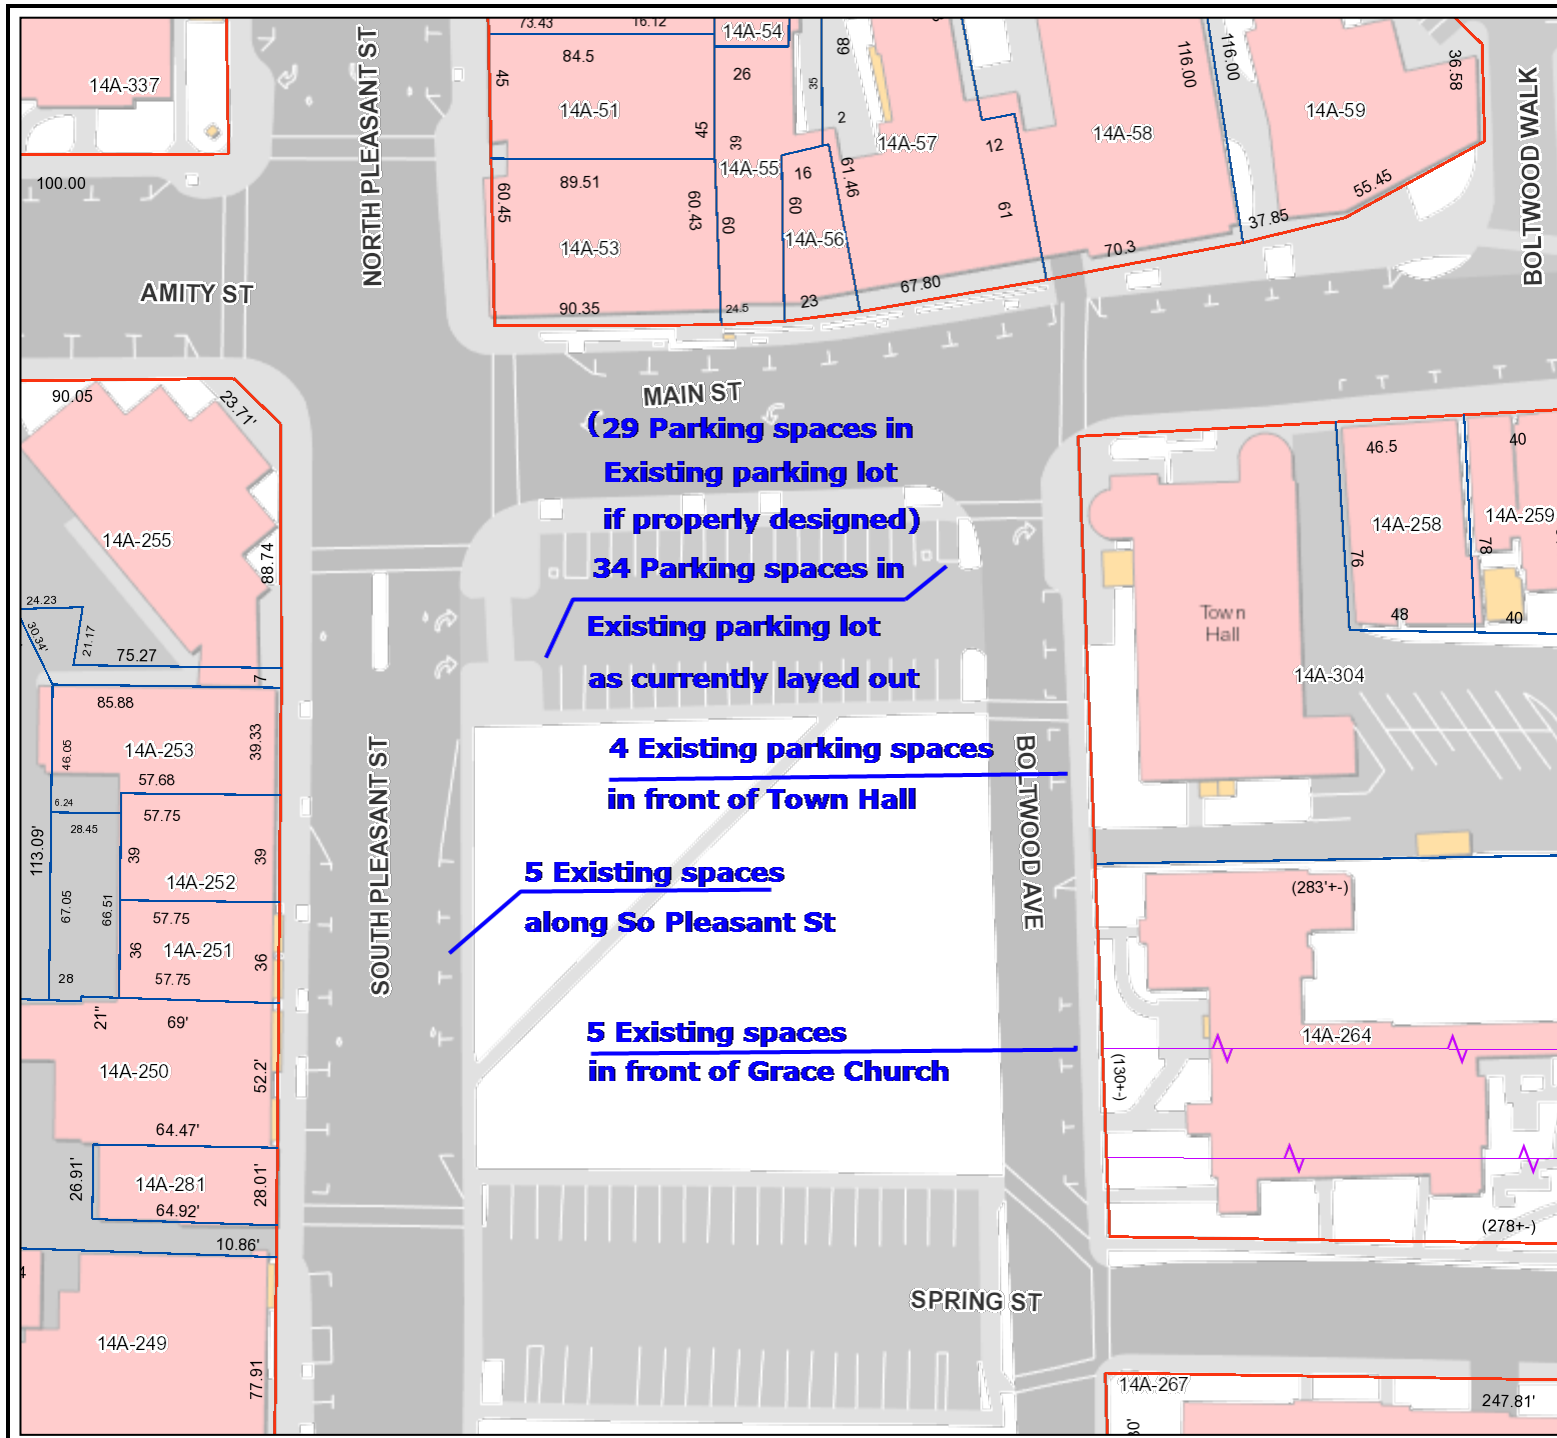 73.43
16.12
14A-54
NORTH PLEASANT ST
84.5
26
89
116.00
116.00
36.58
BOLTWOOD WALK
14A-337
45
35
14A-51
2
14A-59
45
39
14A-57
12
14A-58
14A-55
16
61.46
100.00
89.51
60.45
60.43
60
60
61
55.45
14A-53
14A-56
37.85
70.3
AMITY ST
90.35
24.5
23
67.80
90.05
23.71'
MAIN ST
(29 Parking spaces in
Existing parking lot
if properly designed)
34 Parking spaces in
Existing parking lot
as currently layed out
46.5
40
14A-258
14A-259
14A-255
88.74
76
78
24.23
30.34'
21.17
48
40
Town
Hall
75.27
7
14A-304
85.88
14A-253
39.33
46.05
57.68
4 Existing parking spaces
in front of Town Hall
BOLTWOOD AVE
SOUTH PLEASANT ST
6.24
57.75
28.45
113.09'
39
39
14A-252
5 Existing spaces
along So Pleasant St
(283'+-)
67.05
66.51
57.75
36
14A-251
36
28
57.75
21"
69'
5 Existing spaces
in front of Grace Church
14A-264
(130+-)
14A-250
52.2'
64.47'
26.91'
14A-281
28.01'
64.92'
(278+-)
10.86'
4
SPRING ST
14A-249
77.91
14A-267
247.81'